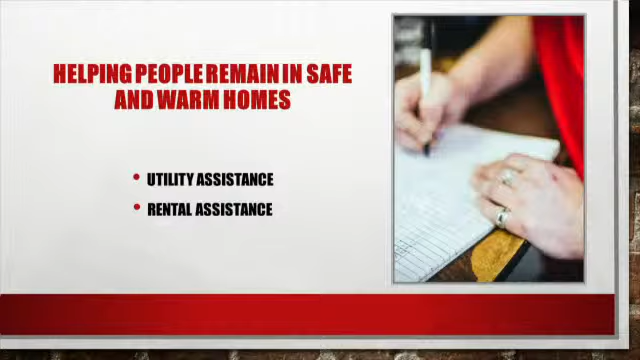 HELPING PEOPLE REMAIN IN SAFE
AND WARM HOMES
• UTILITY ASSISTANCE
• RENTAL ASSISTANCE